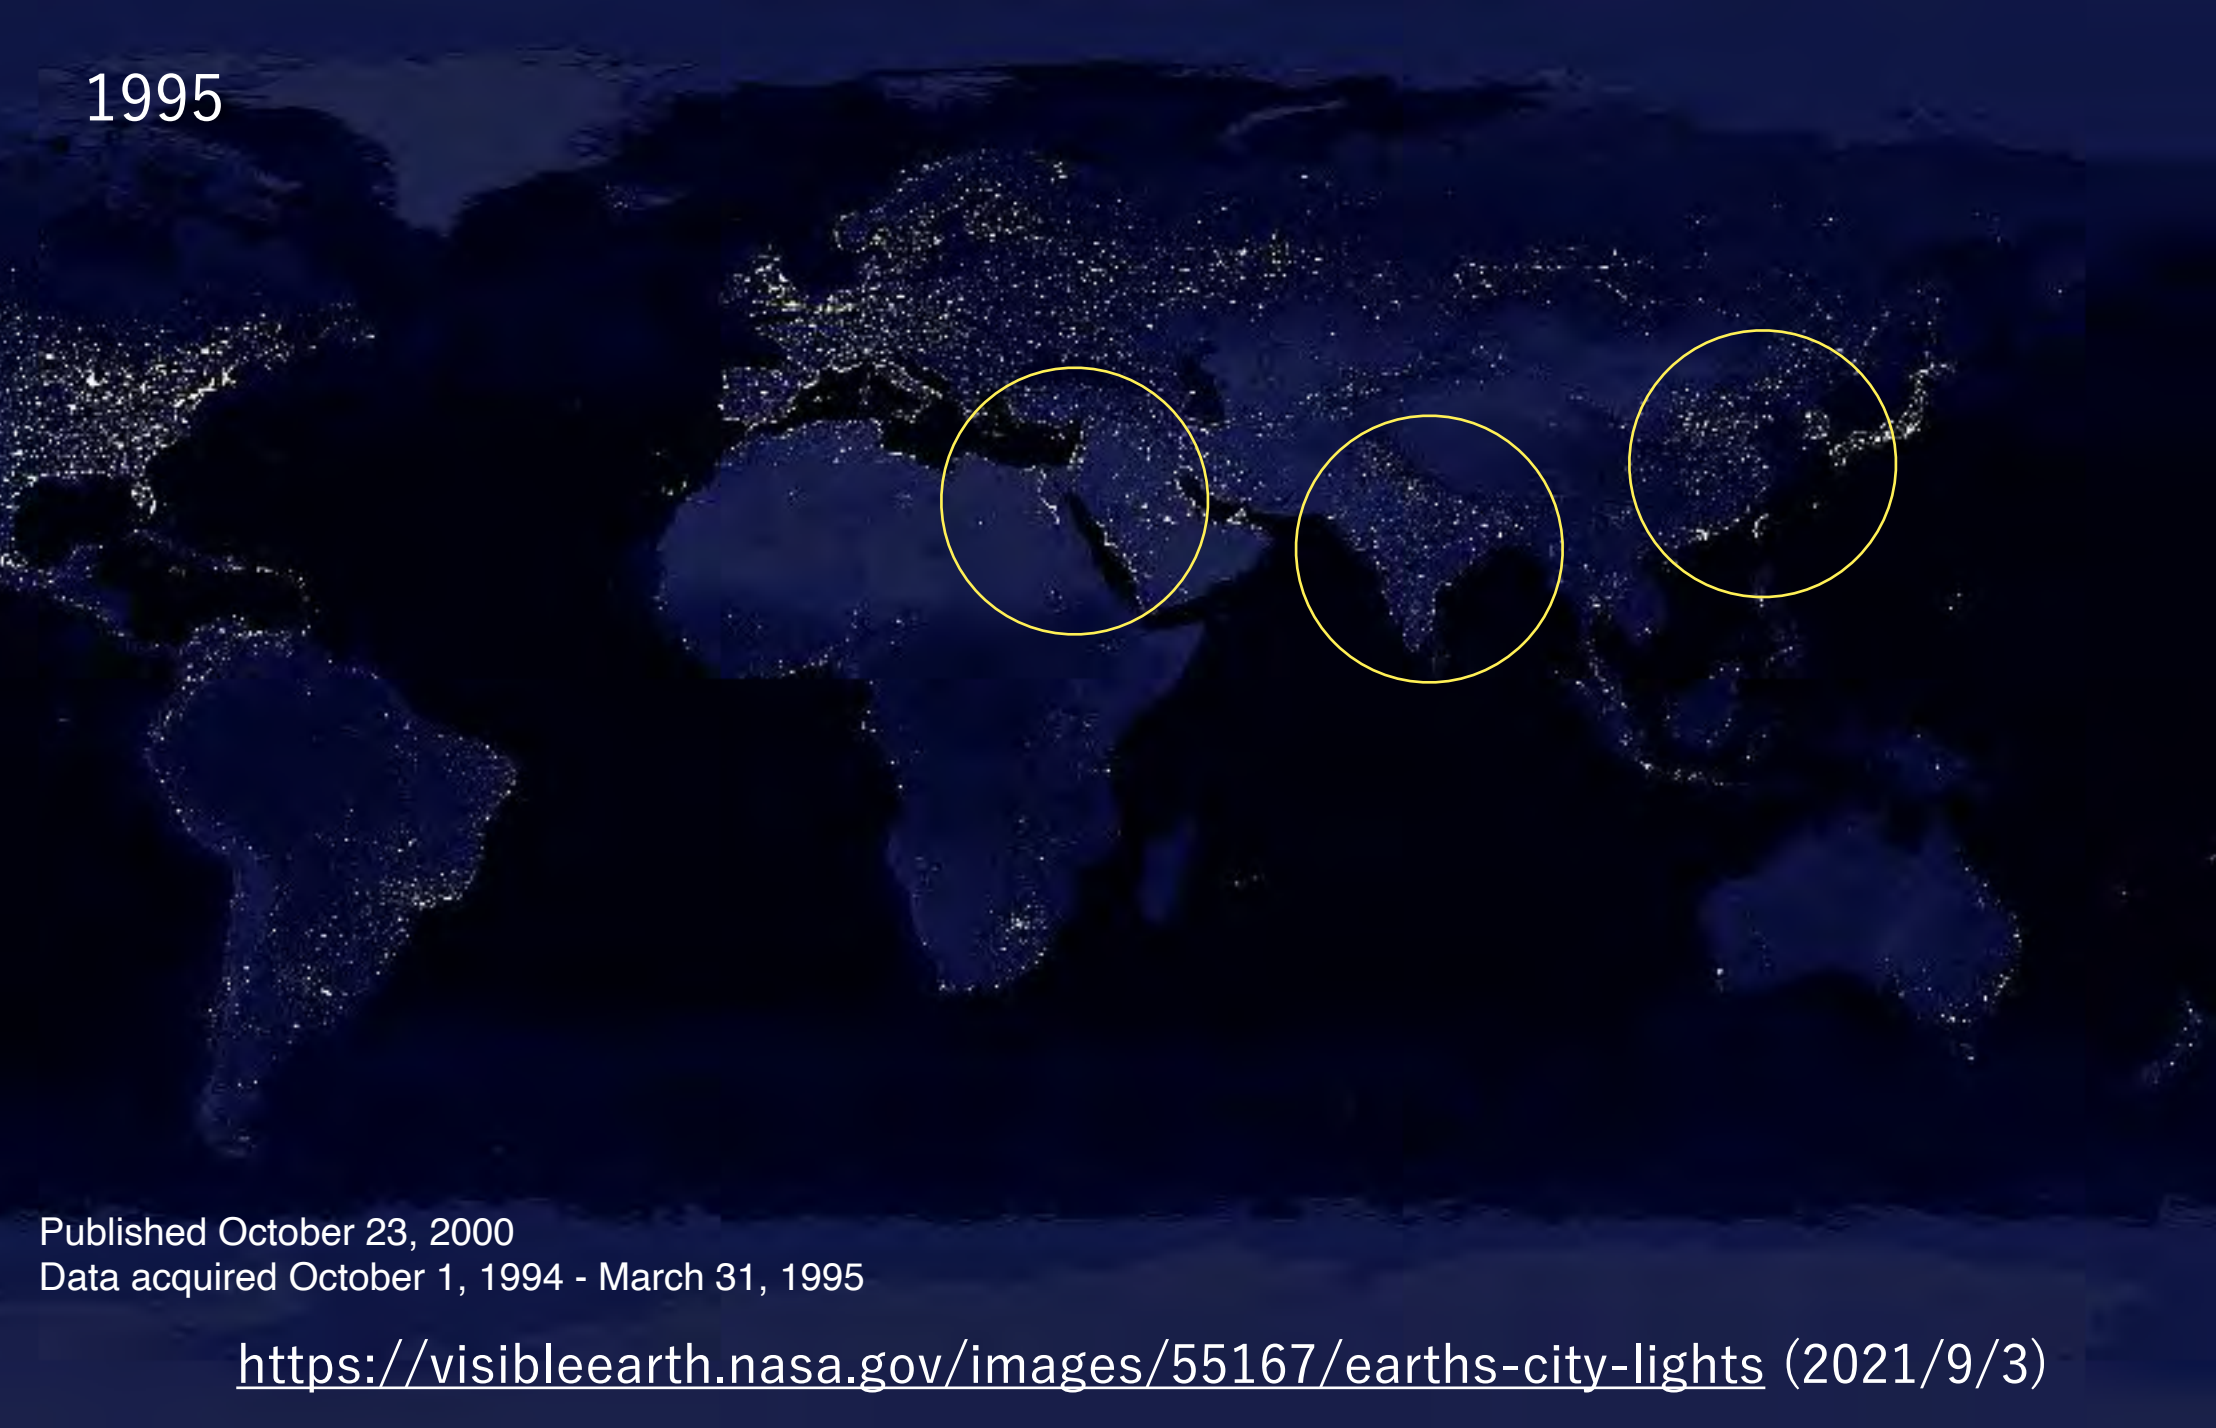 1995
Published October 23, 2000
Data acquired October 1, 1994 - March 31, 1995
https://visibleearth.nasa.gov/images/55167/earths-city-lights (2021/9/3)